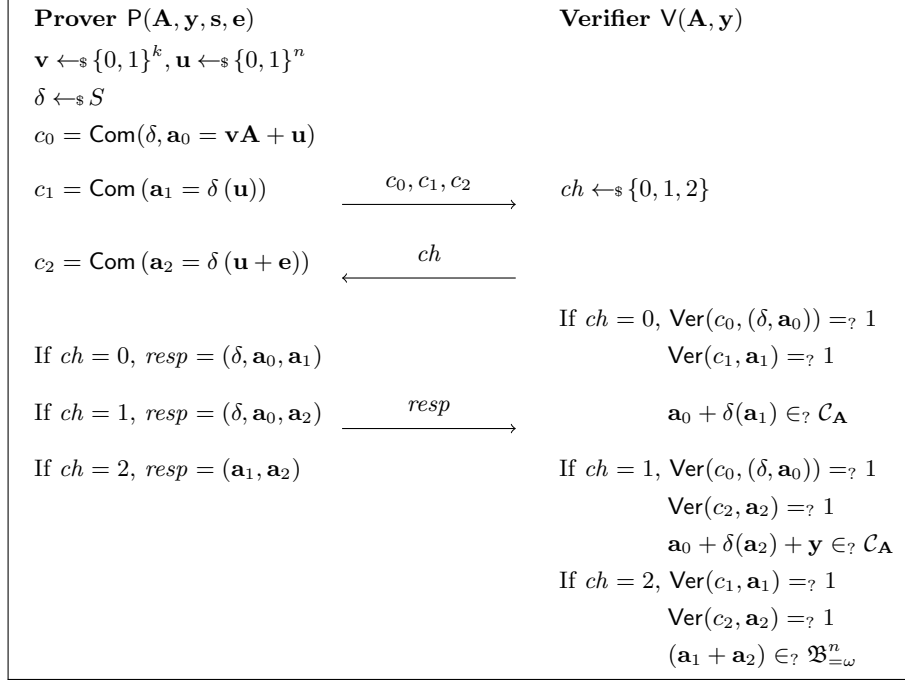 Prover P(A, y, s, e) Verifier V(A, y)
v ←$ {0, 1}^k, u ←$ {0, 1}^n
δ ←$ S
c_0 = Com(δ, a_0 = vA + u)
c_1 = Com (a_1 = δ (u)) c_0, c_1, c_2 ch ←$ {0, 1, 2}
c_2 = Com (a_2 = δ (u + e)) ch
If ch = 0, Ver(c_0, (δ, a_0)) =? 1
If ch = 0, resp = (δ, a_0, a_1) Ver(c_1, a_1) =? 1
If ch = 1, resp = (δ, a_0, a_2) resp a_0 + δ(a_1) ∈? C_A
If ch = 2, resp = (a_1, a_2) If ch = 1, Ver(c_0, (δ, a_0)) =? 1
Ver(c_2, a_2) =? 1
a_0 + δ(a_2) + y ∈? C_A
If ch = 2, Ver(c_1, a_1) =? 1
Ver(c_2, a_2) =? 1
(a_1 + a_2) ∈? 𝔅^n_{=ω}